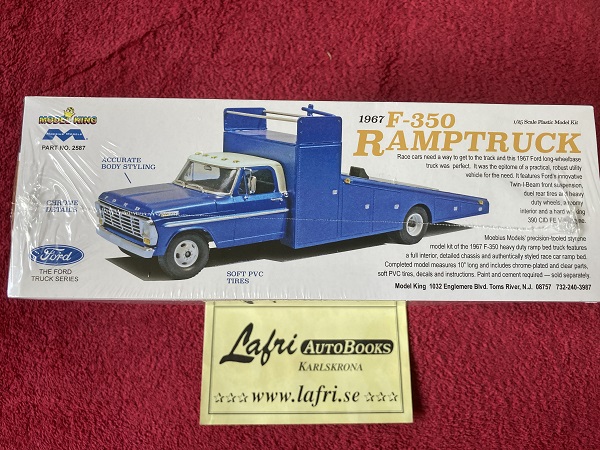 MODEL KING
PART NO. 2587
ACCURATE
BODY STYLING
CHROME
DETAILS
Ford
THE FORD
TRUCK SERIES
SOFT PVC
TIRES
1967 F-350
RAMPTRUCK
1/25 Scale Plastic Model Kit
Race cars need a way to get to the track and this 1967 Ford long-wheelbase
truck was perfect. It was the epitome of a practical, robust utility
vehicle for the need. It features Ford's innovative
Twin-I-Beam front suspension,
duel rear tires and heavy
duty wheels, a roomy
interior and a hard working
390 CID FE
Moebius Models' precision-tooled styrene
model kit of the 1967 F-350 heavy duty ramp bed truck features
a full interior, detailed chassis and authentically styled race car ramp bed.
Completed model measures 10" long and includes chrome-plated and clear parts,
soft PVC tires, decals and instructions. Paint and cement required — sold separately.
Model King 1032 Englemere Blvd. Toms River, N.J. 08757 732-240-3987
Lafri AUTOBOOKS
KARLSKRONA
☆☆☆ www.lafri.se ☆☆☆